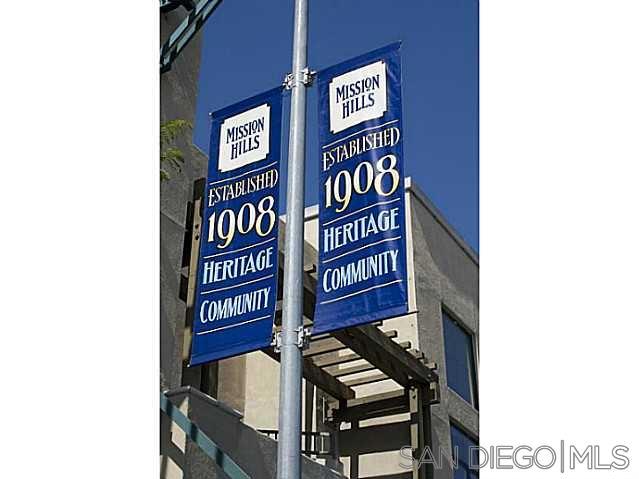 MISSION
HILLS
ESTABLISHED
1908
HERITAGE
COMMUNITY
MISSION
HILLS
ESTABLISHED
1908
HERITAGE
COMMUNITY
SAN DIEGO|MLS